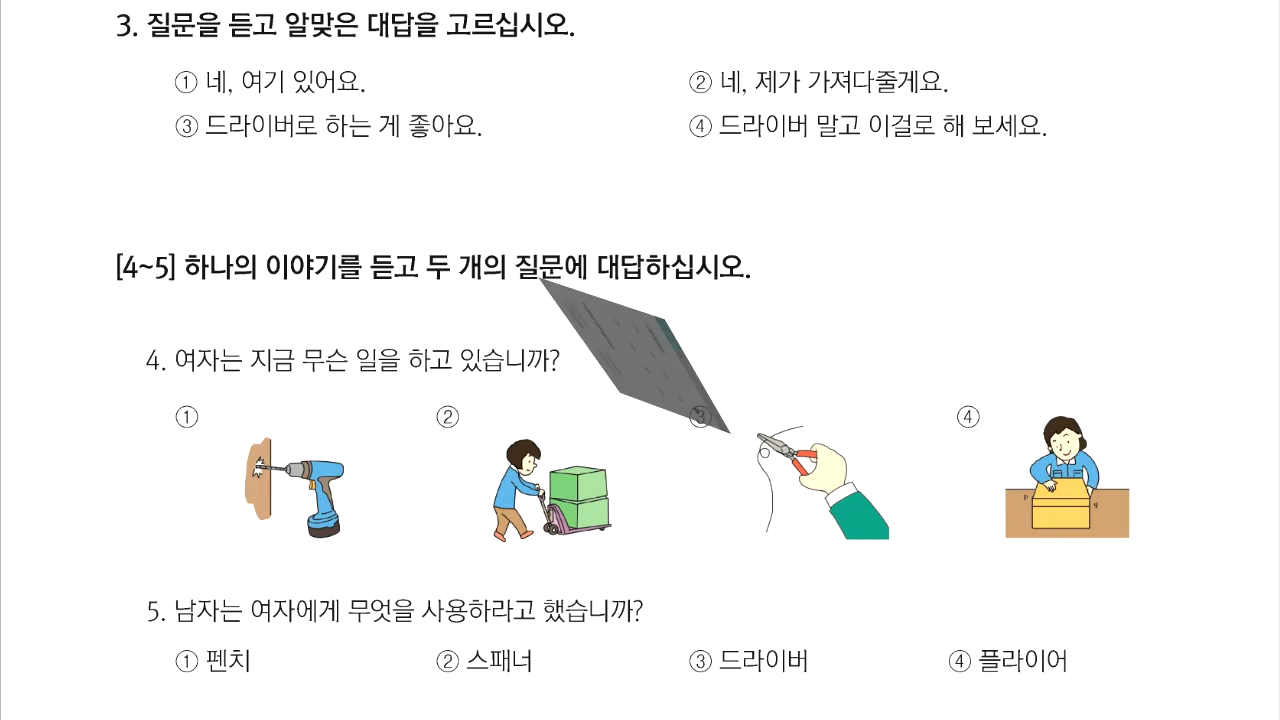 3. 질문을 듣고 알맞은 대답을 고르십시오.
① 네, 여기 있어요.
② 네, 제가 가져다줄게요.
③ 드라이버로 하는 게 좋아요.
④ 드라이버 말고 이걸로 해 보세요.
[4~5] 하나의 이야기를 듣고 두 개의 질문에 대답하십시오.
4. 여자는 지금 무슨 일을 하고 있습니까?
① ② ③ ④
5. 남자는 여자에게 무엇을 사용하라고 했습니까?
① 펜치 ② 스패너 ③ 드라이버 ④ 플라이어